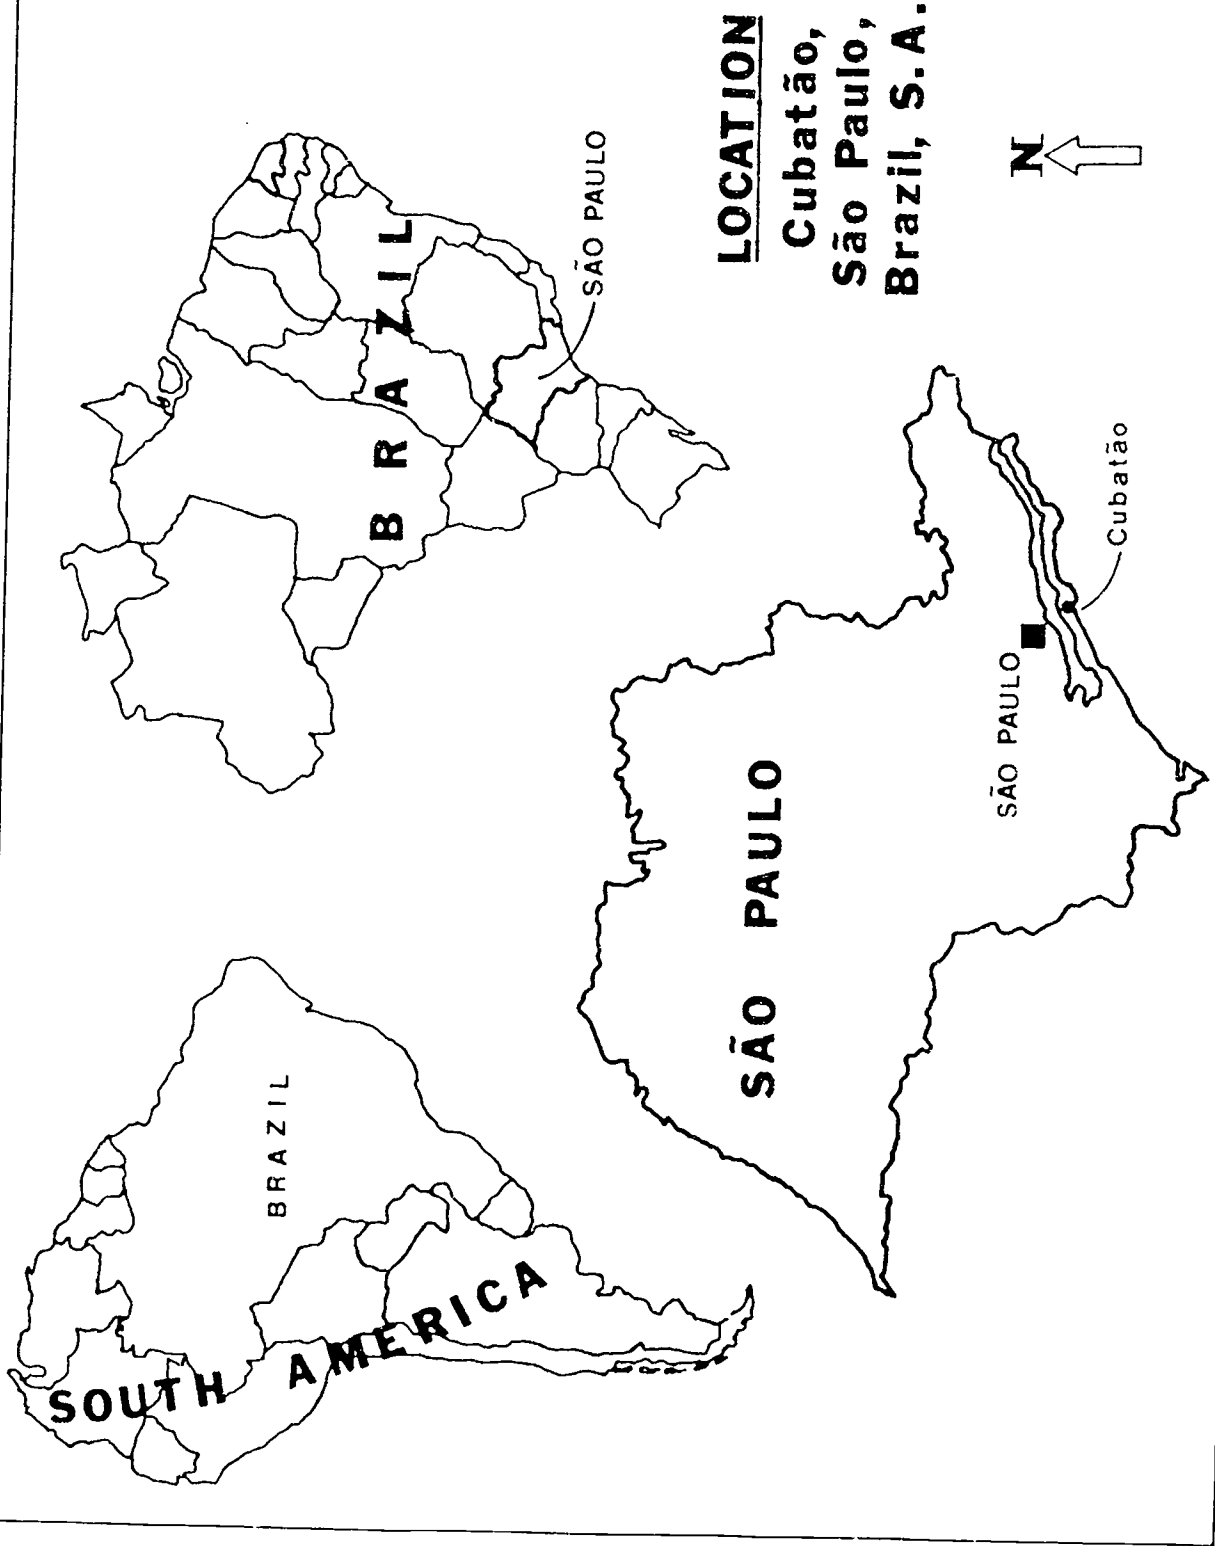 SOUTH AMERICA
BRAZIL
BRAZIL
SÃO PAULO
SÃO PAULO
SÃO PAULO
Cubatão
LOCATION
Cubatão,
São Paulo,
Brazil, S.A.
N